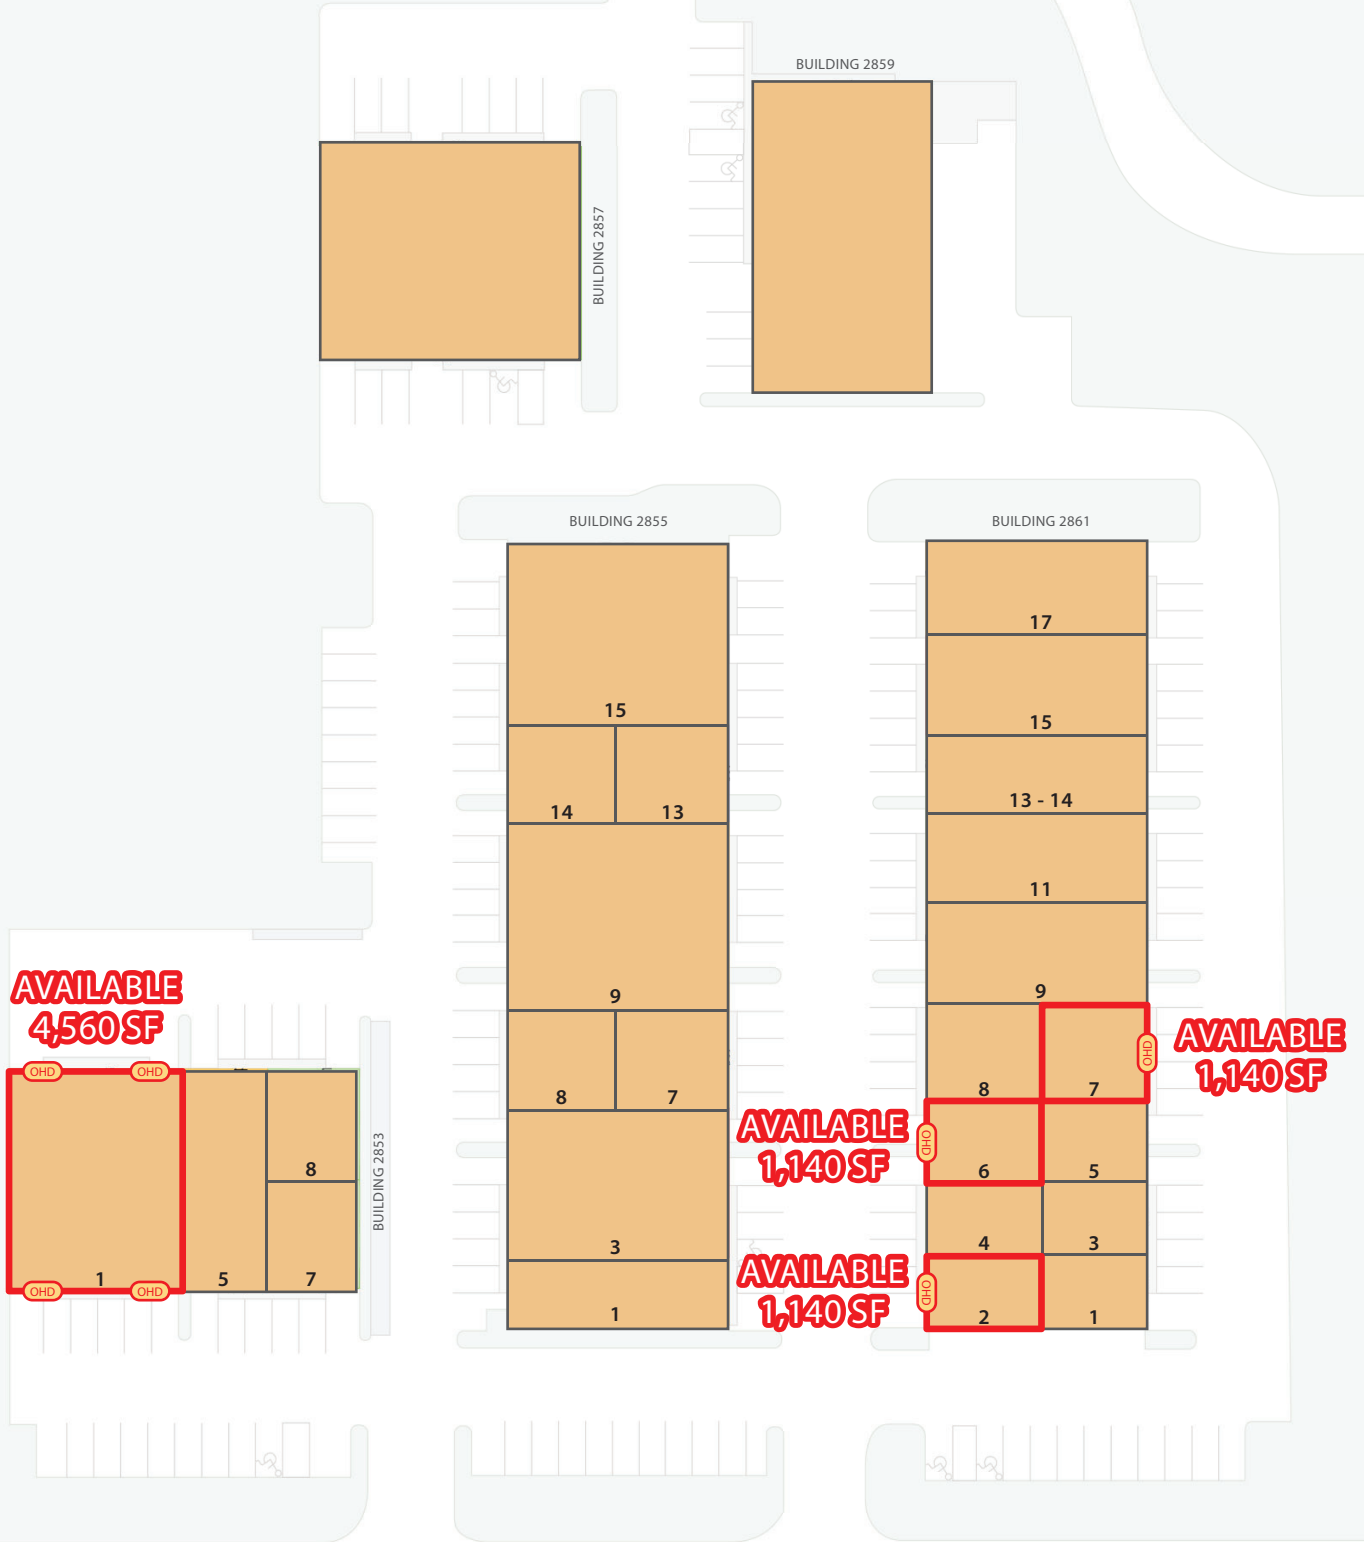 BUILDING 2859
BUILDING 2857
BUILDING 2855
15
14
13
9
8
7
3
1
BUILDING 2861
17
15
13 - 14
11
9
8
7
6
5
4
3
2
1
OHD
OHD
OHD
AVAILABLE
1,140 SF
AVAILABLE
1,140 SF
AVAILABLE
1,140 SF
AVAILABLE
4,560 SF
OHD
OHD
OHD
OHD
1
5
8
7
BUILDING 2853